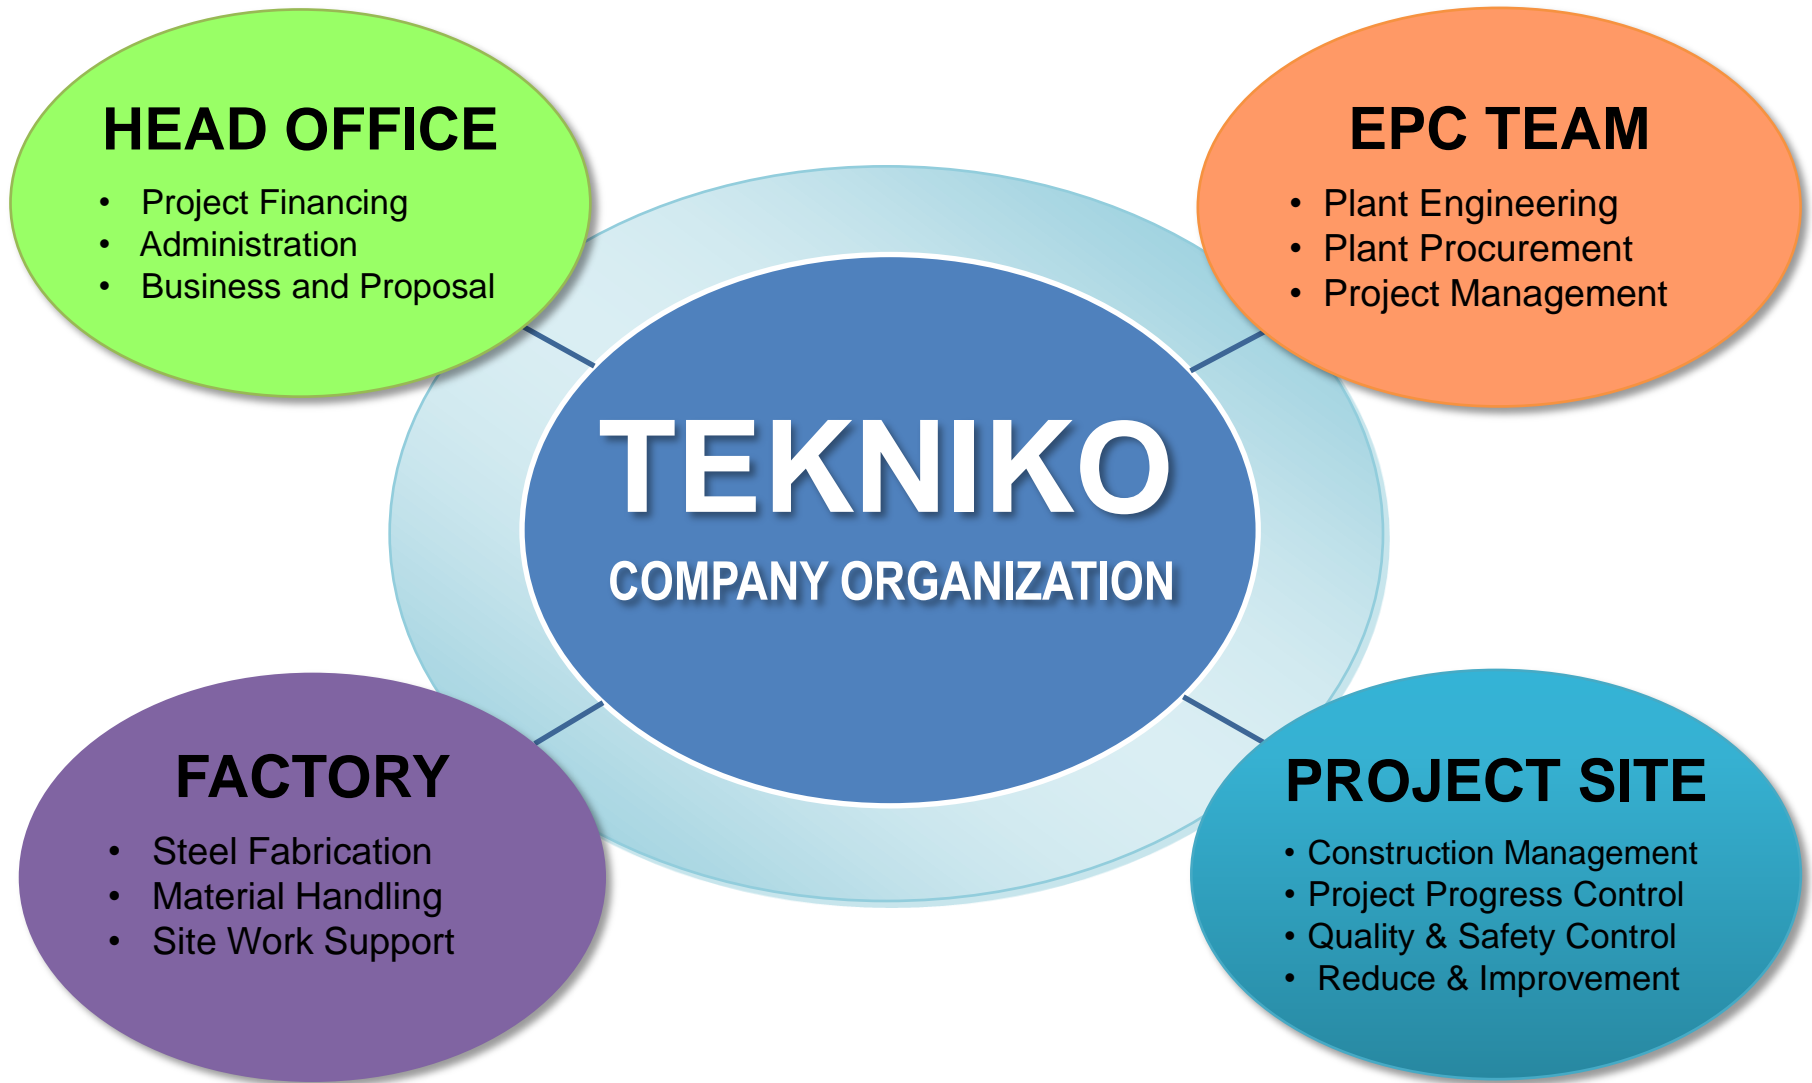 HEAD OFFICE
• Project Financing
• Administration
• Business and Proposal
EPC TEAM
• Plant Engineering
• Plant Procurement
• Project Management
TEKNIKO
COMPANY ORGANIZATION
FACTORY
• Steel Fabrication
• Material Handling
• Site Work Support
PROJECT SITE
• Construction Management
• Project Progress Control
• Quality & Safety Control
• Reduce & Improvement